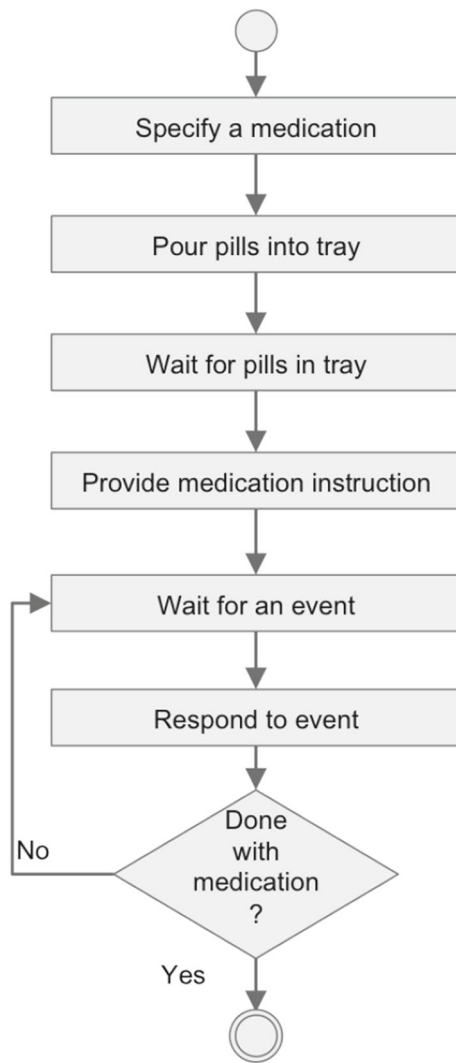 Specify a medication
Pour pills into tray
Wait for pills in tray
Provide medication instruction
Wait for an event
Respond to event
Done
with
medication
?
No
Yes